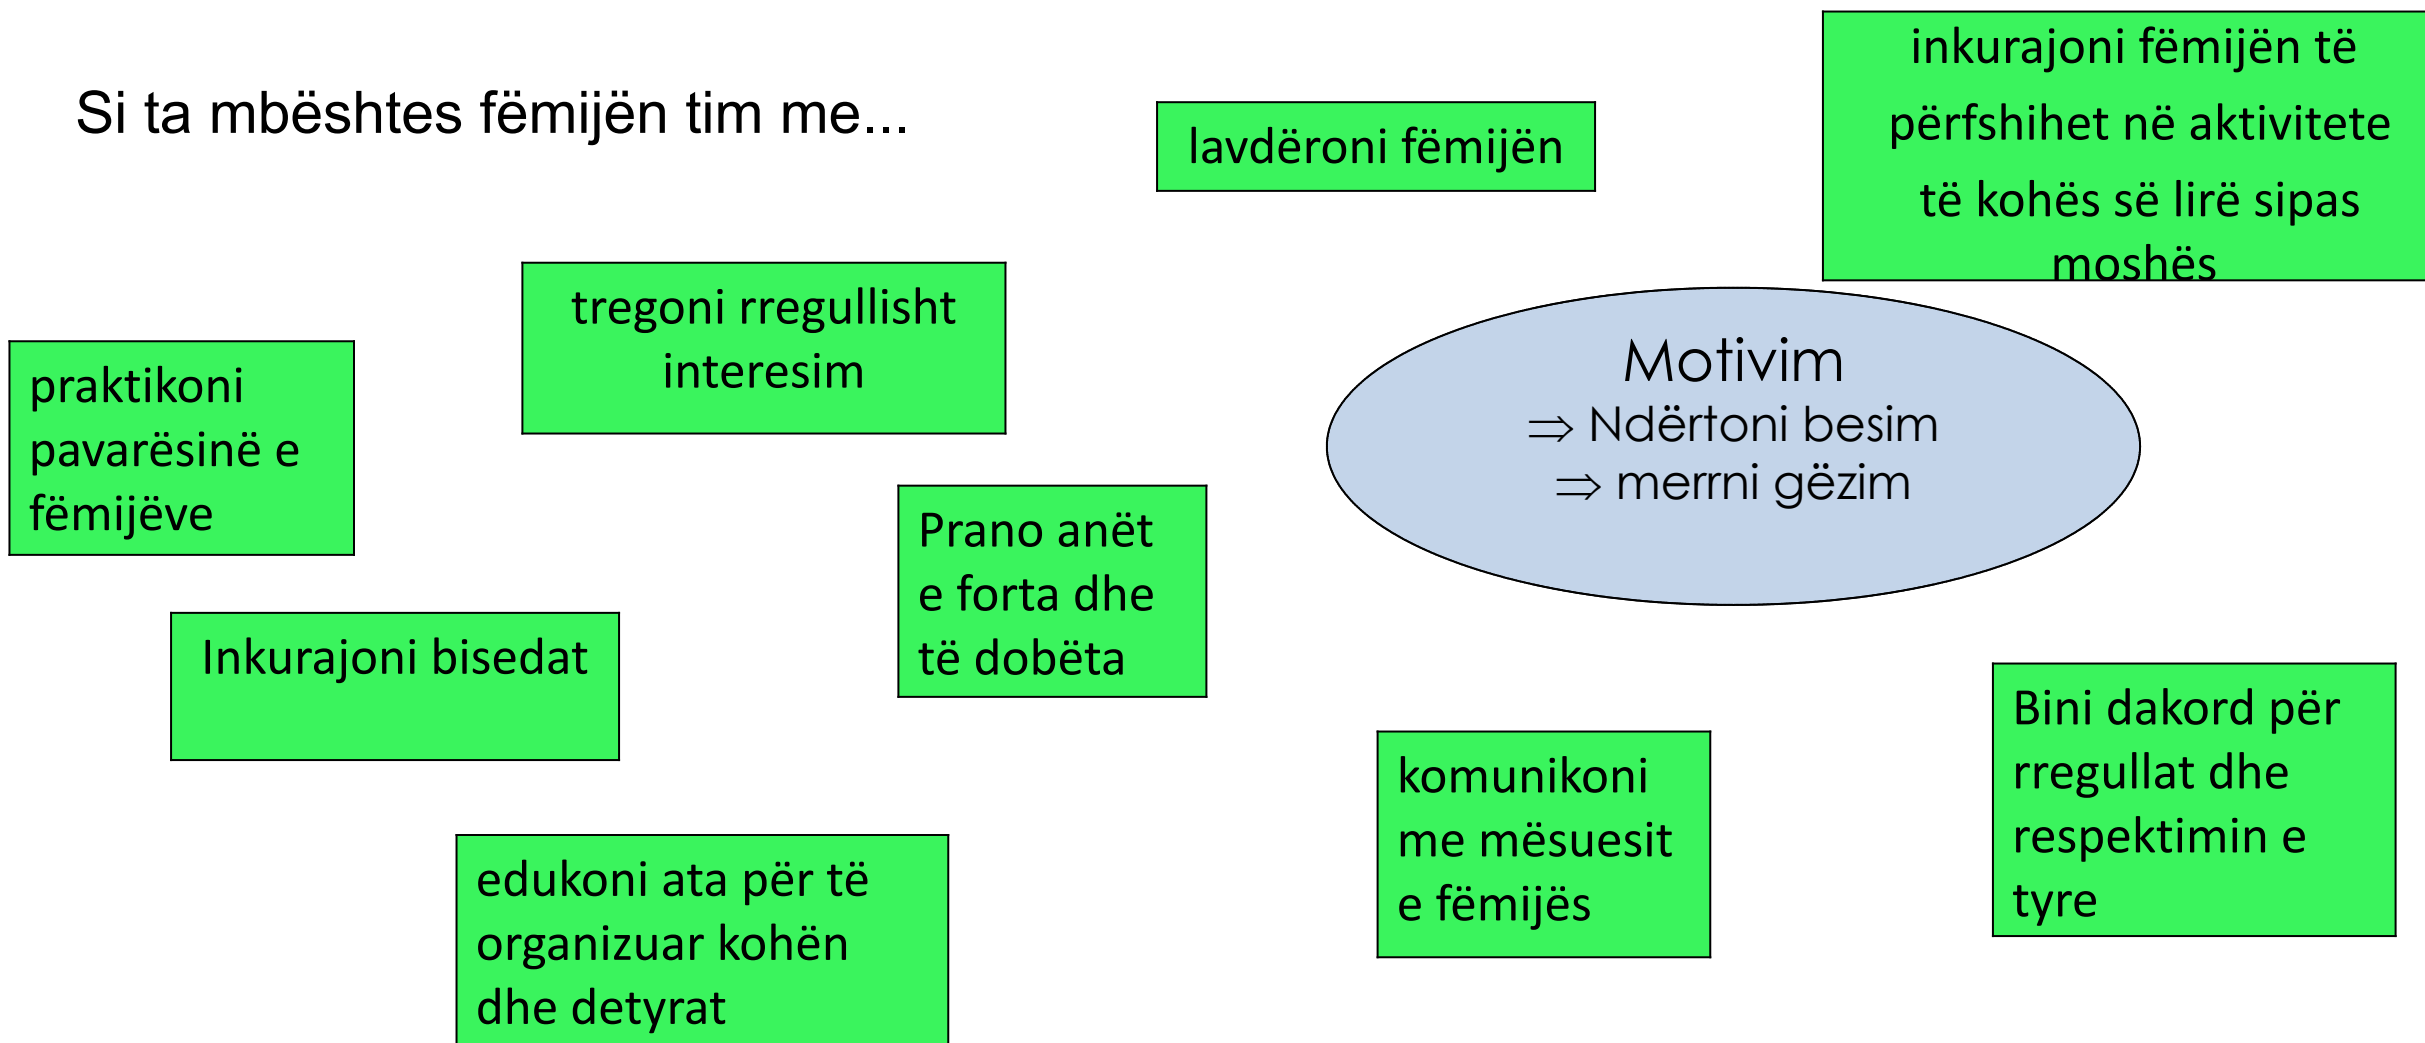 Si ta mbështes fëmijën tim me...
lavdëroni fëmijën
inkurajoni fëmijën të
përfshihet në aktivitete
të kohës së lirë sipas
moshës
tregoni rregullisht
interesim
praktikoni
pavarësinë e
fëmijëve
Motivim
⇒ Ndërtoni besim
⇒ merrni gëzim
Prano anët
e forta dhe
të dobëta
Inkurajoni bisedat
komunikoni
me mësuesit
e fëmijës
Bini dakord për
rregullat dhe
respektimin e
tyre
edukoni ata për të
organizuar kohën
dhe detyrat